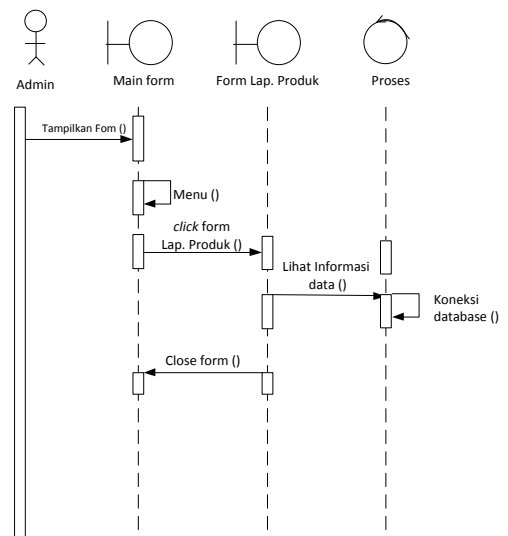 Admin
Main form
Form Lap. Produk
Proses
Tampilkan Fom ()
Menu ()
click form
Lap. Produk ()
Lihat Informasi
data ()
Koneksi
database ()
Close form ()